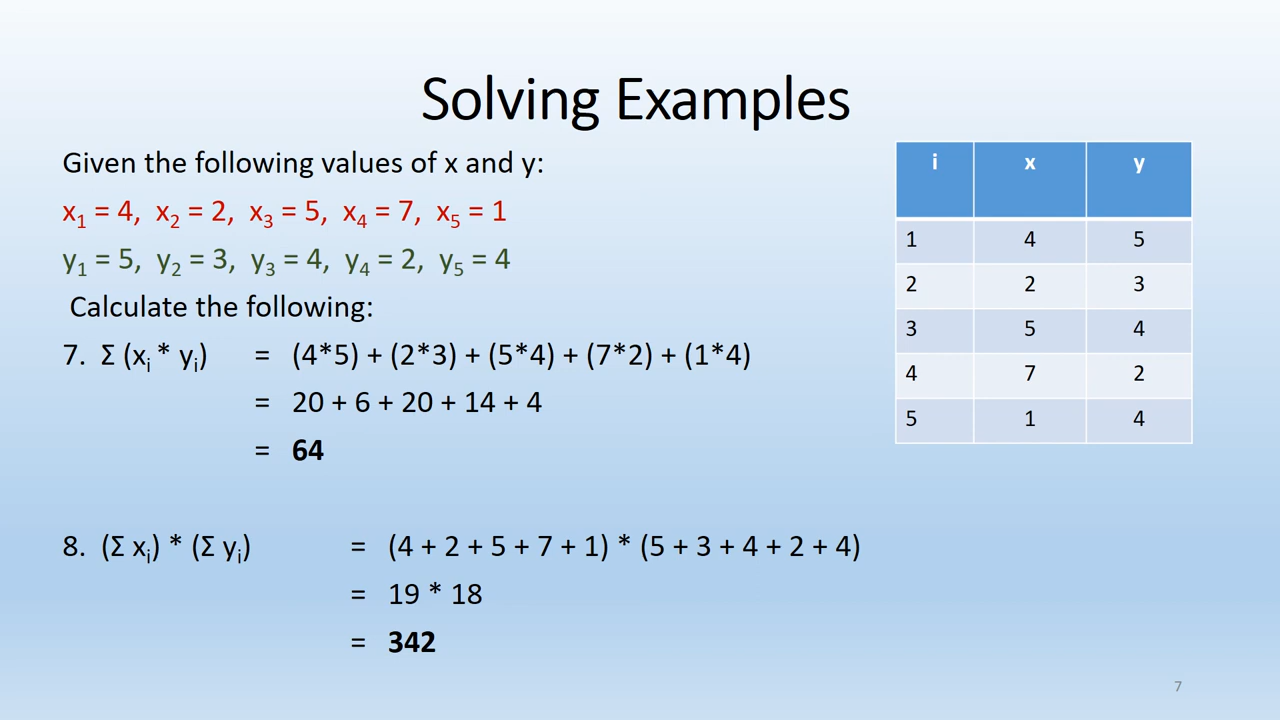 Solving Examples
Given the following values of x and y:
x₁ = 4, x₂ = 2, x₃ = 5, x₄ = 7, x₅ = 1
y₁ = 5, y₂ = 3, y₃ = 4, y₄ = 2, y₅ = 4
Calculate the following:
7. Σ (xᵢ * yᵢ) = (4*5) + (2*3) + (5*4) + (7*2) + (1*4)
= 20 + 6 + 20 + 14 + 4
= 64
8. (Σ xᵢ) * (Σ yᵢ) = (4 + 2 + 5 + 7 + 1) * (5 + 3 + 4 + 2 + 4)
= 19 * 18
= 342
i x y
1 4 5
2 2 3
3 5 4
4 7 2
5 1 4
7